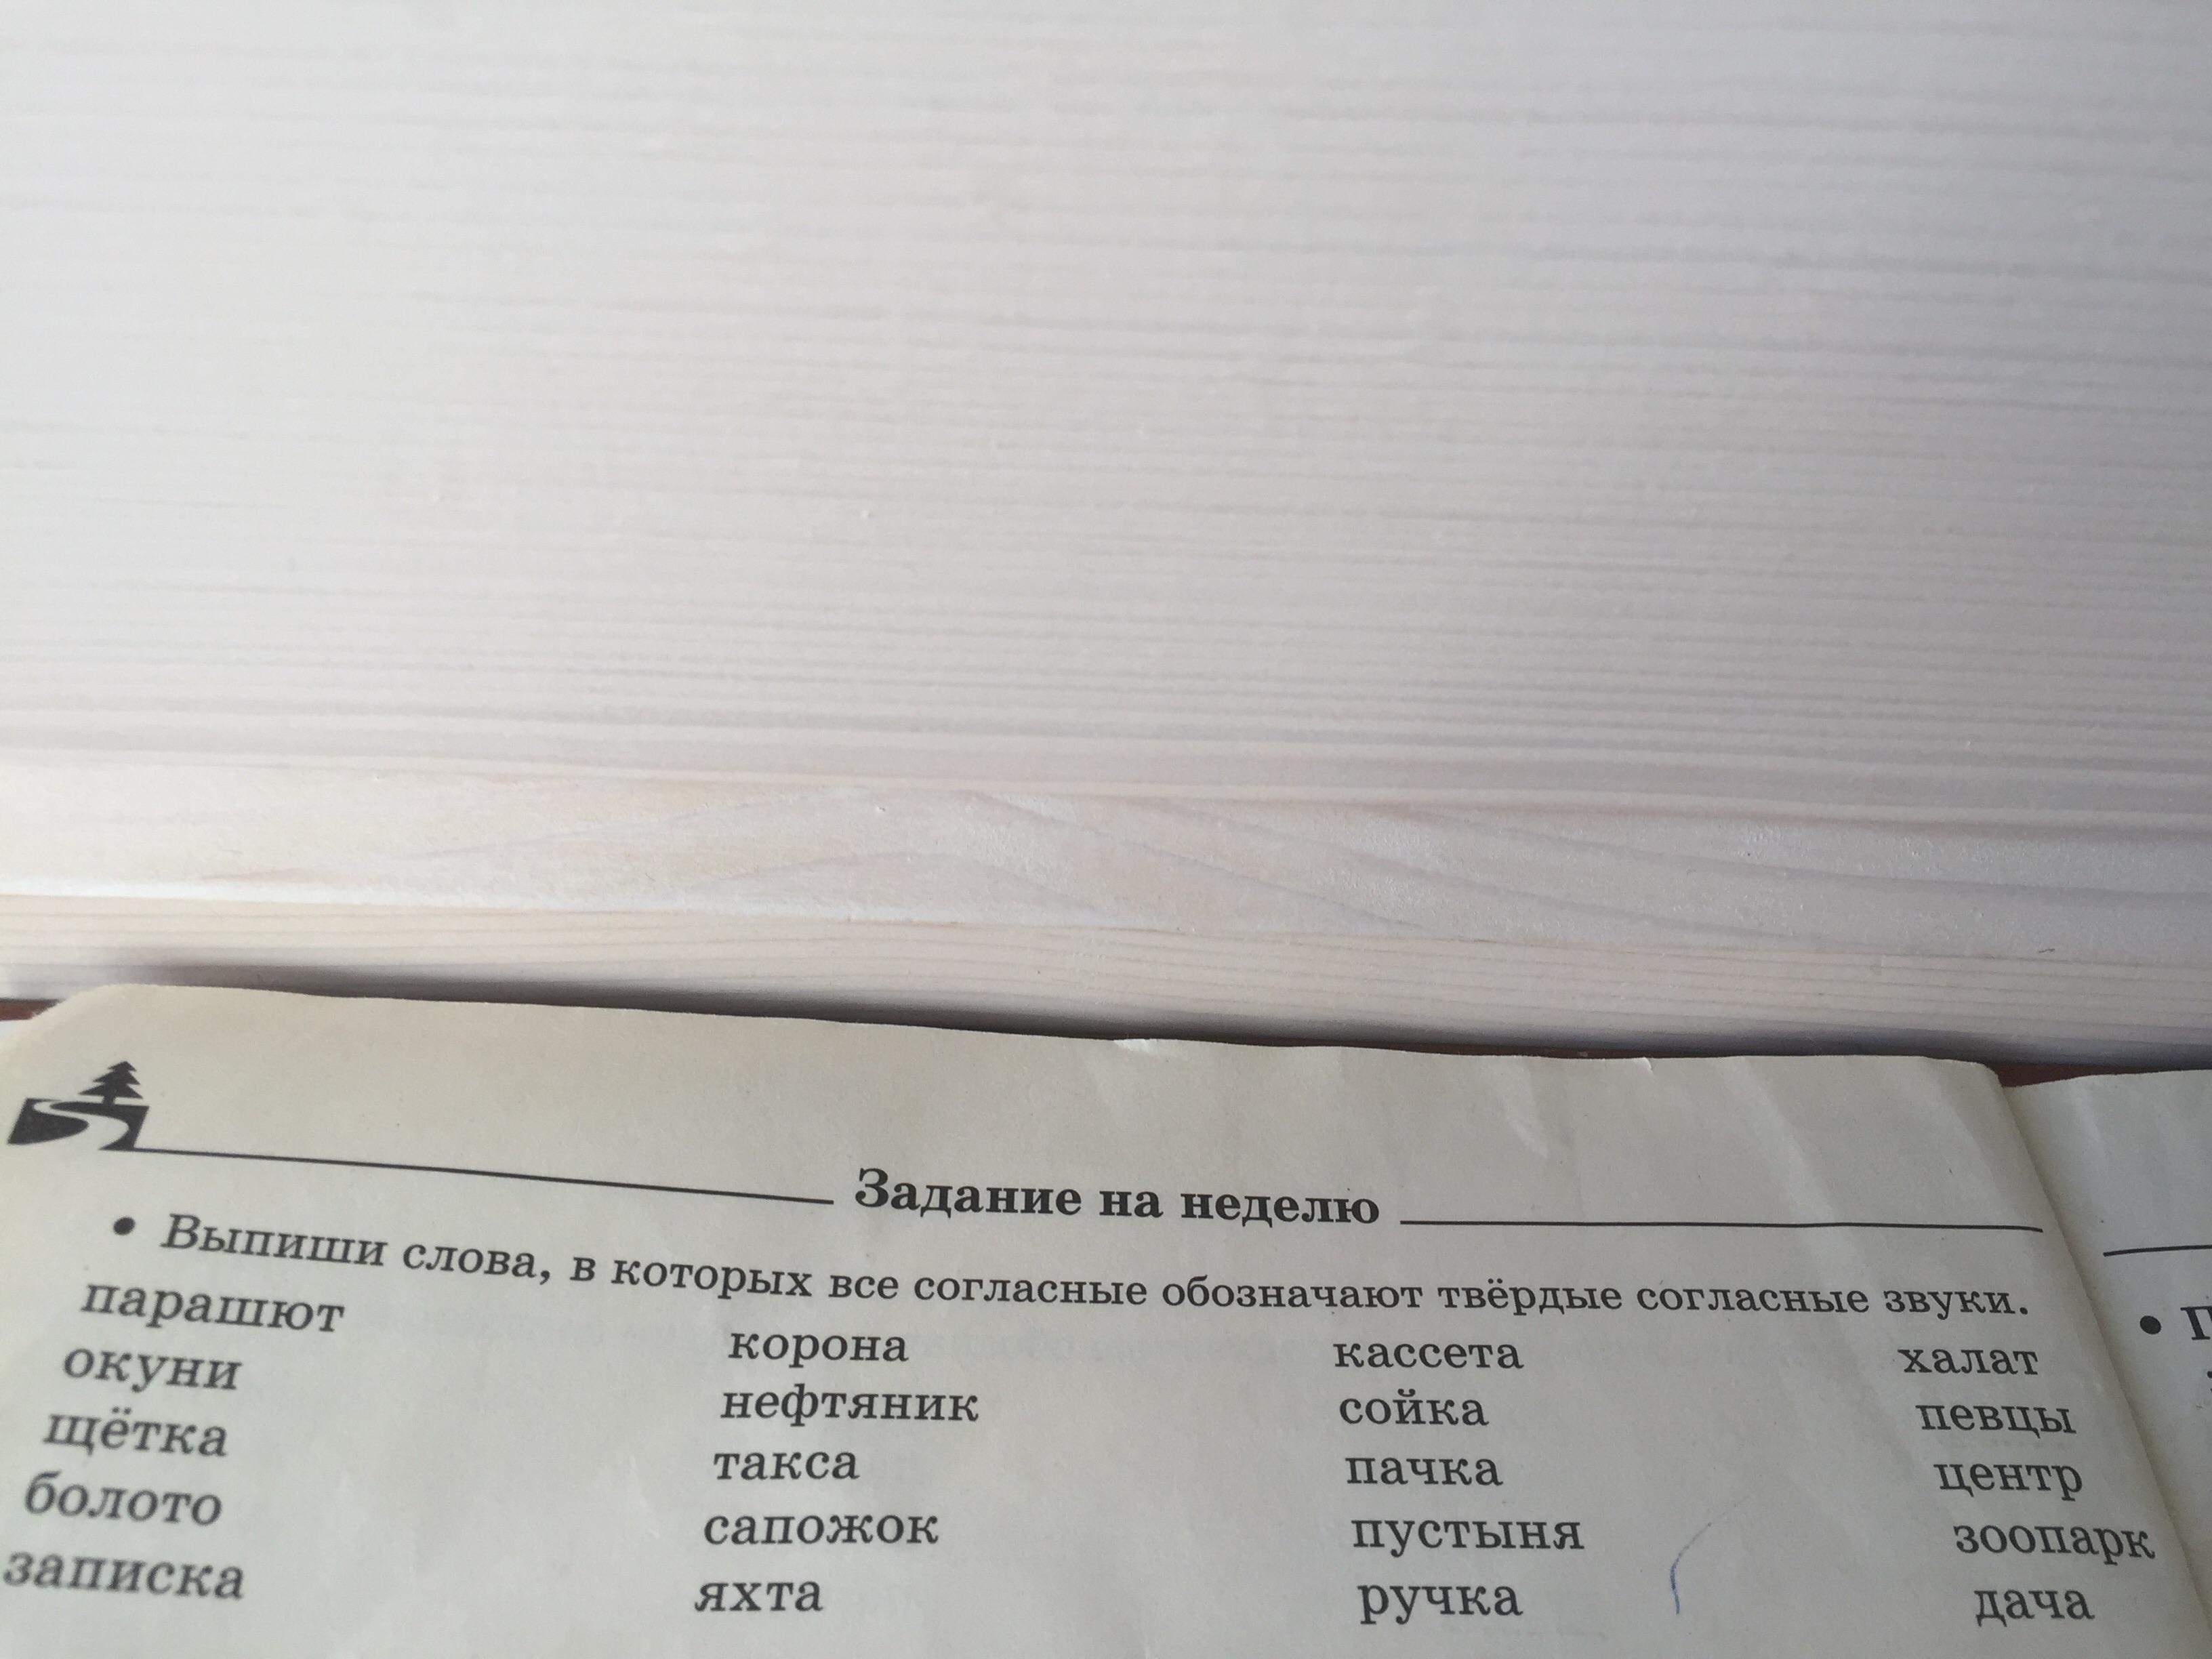 Задание на неделю
• Выпиши слова, в которых все согласные обозначают твёрдые согласные звуки.
парашют корона кассета халат
окуни нефтяник сойка певцы
щётка такса пачка центр
болото сапожок пустыня зоопарк
записка яхта ручка дача